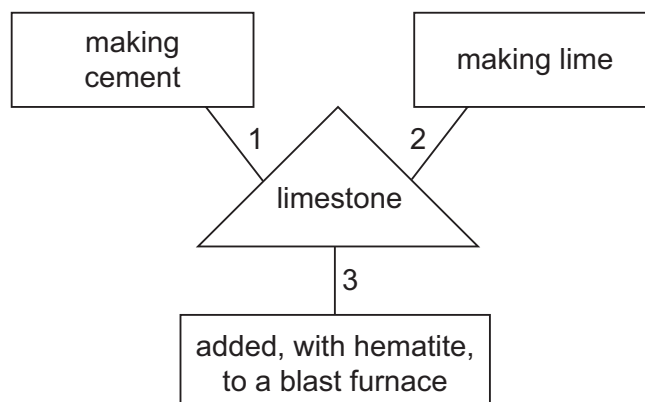 making
cement
making lime
1
2
limestone
3
added, with hematite,
to a blast furnace